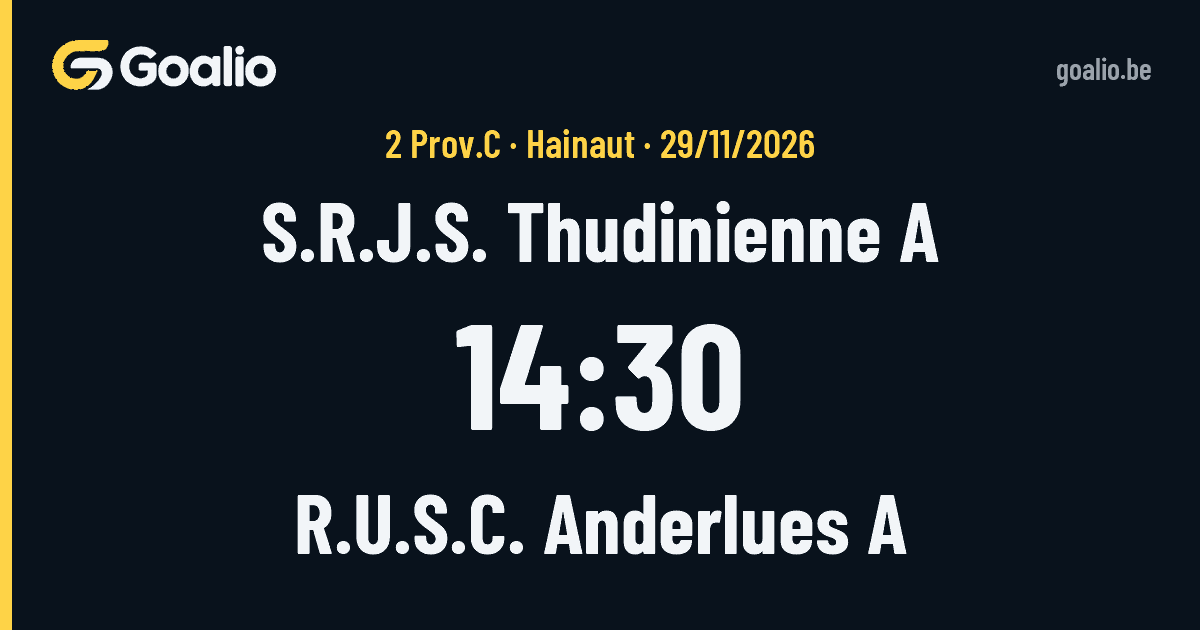 Goalio
goalio.be
2 Prov.C · Hainaut · 29/11/2026
S.R.J.S. Thudinienne A
14:30
R.U.S.C. Anderlues A